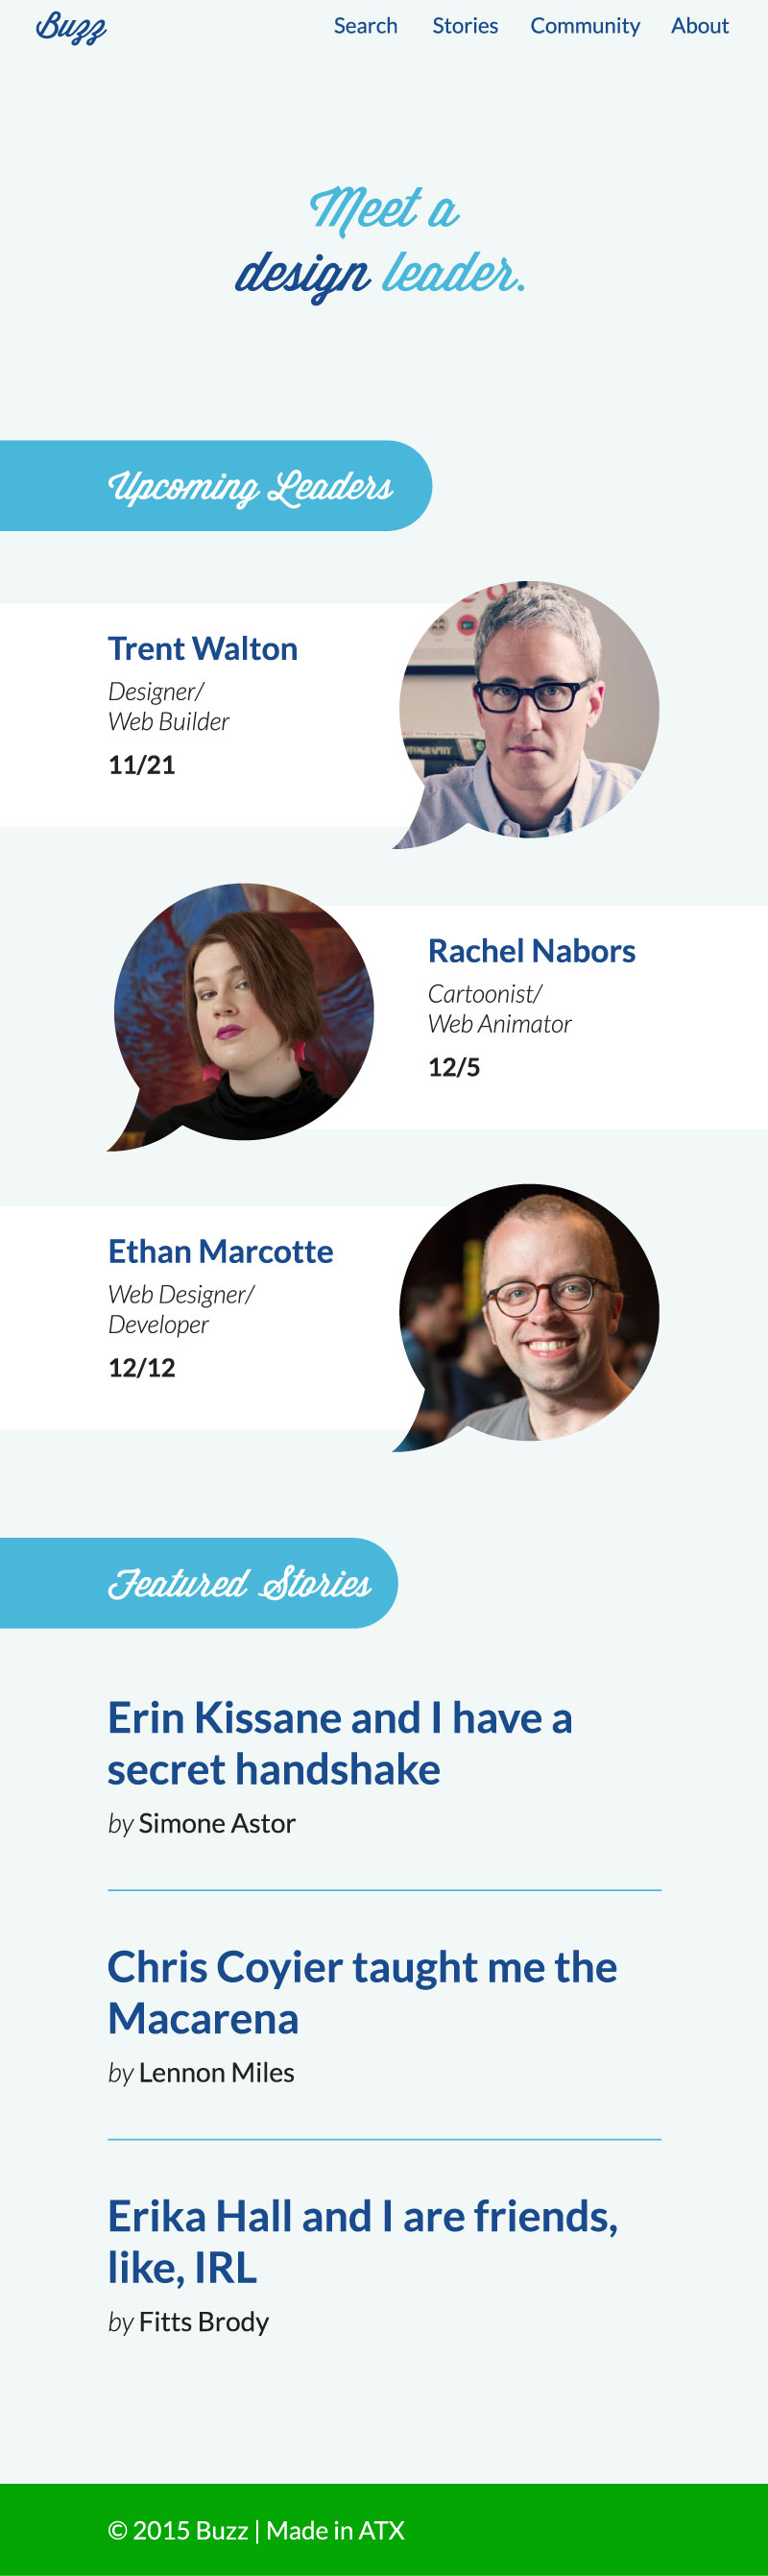 Buzz
Search Stories Community About
Meet a
design leader.
Upcoming Leaders
Trent Walton
Designer/
Web Builder
11/21
Rachel Nabors
Cartoonist/
Web Animator
12/5
Ethan Marcotte
Web Designer/
Developer
12/12
Featured Stories
Erin Kissane and I have a
secret handshake
by Simone Astor
Chris Coyier taught me the
Macarena
by Lennon Miles
Erika Hall and I are friends,
like, IRL
by Fitts Brody
© 2015 Buzz | Made in ATX